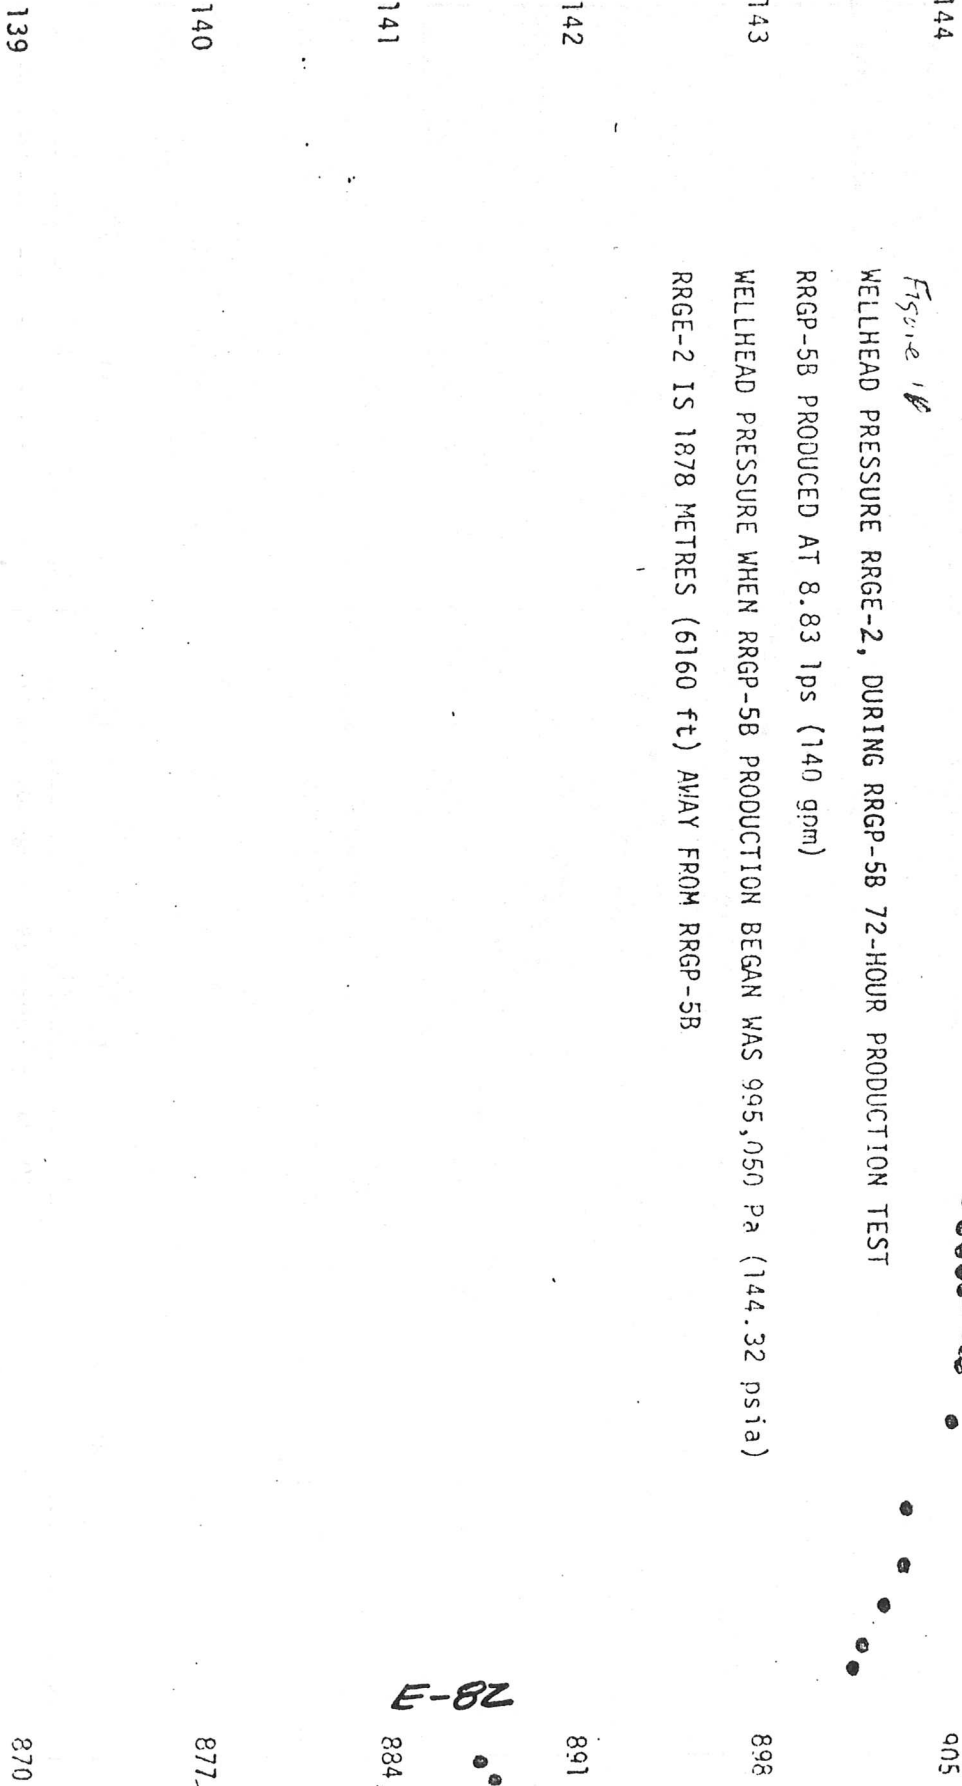 144
143
142
141
140
139
Figure
WELLHEAD PRESSURE RRGE-2, DURING RRGP-5B 72-HOUR PRODUCTION TEST
RRGP-5B PRODUCED AT 8.83 lps (140 gpm)
WELLHEAD PRESSURE WHEN RRGP-5B PRODUCTION BEGAN WAS 995,050 Pa (144.32 psia)
RRGE-2 IS 1878 METRES (6160 ft) AWAY FROM RRGP-5B
905
898
891
884
877
870
E-82